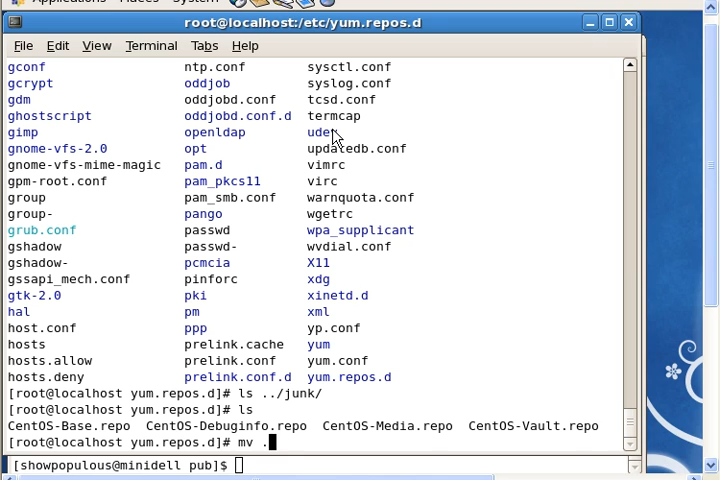 Applications Places System
root@localhost:/etc/yum.repos.d
File Edit View Terminal Tabs Help
gconf ntp.conf sysctl.conf
gcrypt oddjob syslog.conf
gdm oddjobd.conf tcsd.conf
ghostscript oddjobd.conf.d termcap
gimp openldap udev
gnome-vfs-2.0 opt updatedb.conf
gnome-vfs-mime-magic pam.d vimrc
gpm-root.conf pam_pkcs11 virc
group pam_smb.conf warnquota.conf
group- pango wgetrc
grub.conf passwd wpa_supplicant
gshadow passwd- wvdial.conf
gshadow- pcmcia X11
gssapi_mech.conf pinforc xdg
gtk-2.0 pki xinetd.d
hal pm xml
host.conf ppp yp.conf
hosts prelink.cache yum
hosts.allow prelink.conf yum.conf
hosts.deny prelink.conf.d yum.repos.d
[root@localhost yum.repos.d]# ls ../junk/
[root@localhost yum.repos.d]# ls
CentOS-Base.repo CentOS-Debuginfo.repo CentOS-Media.repo CentOS-Vault.repo
[root@localhost yum.repos.d]# mv .
[showpopulous@minidell pub]$